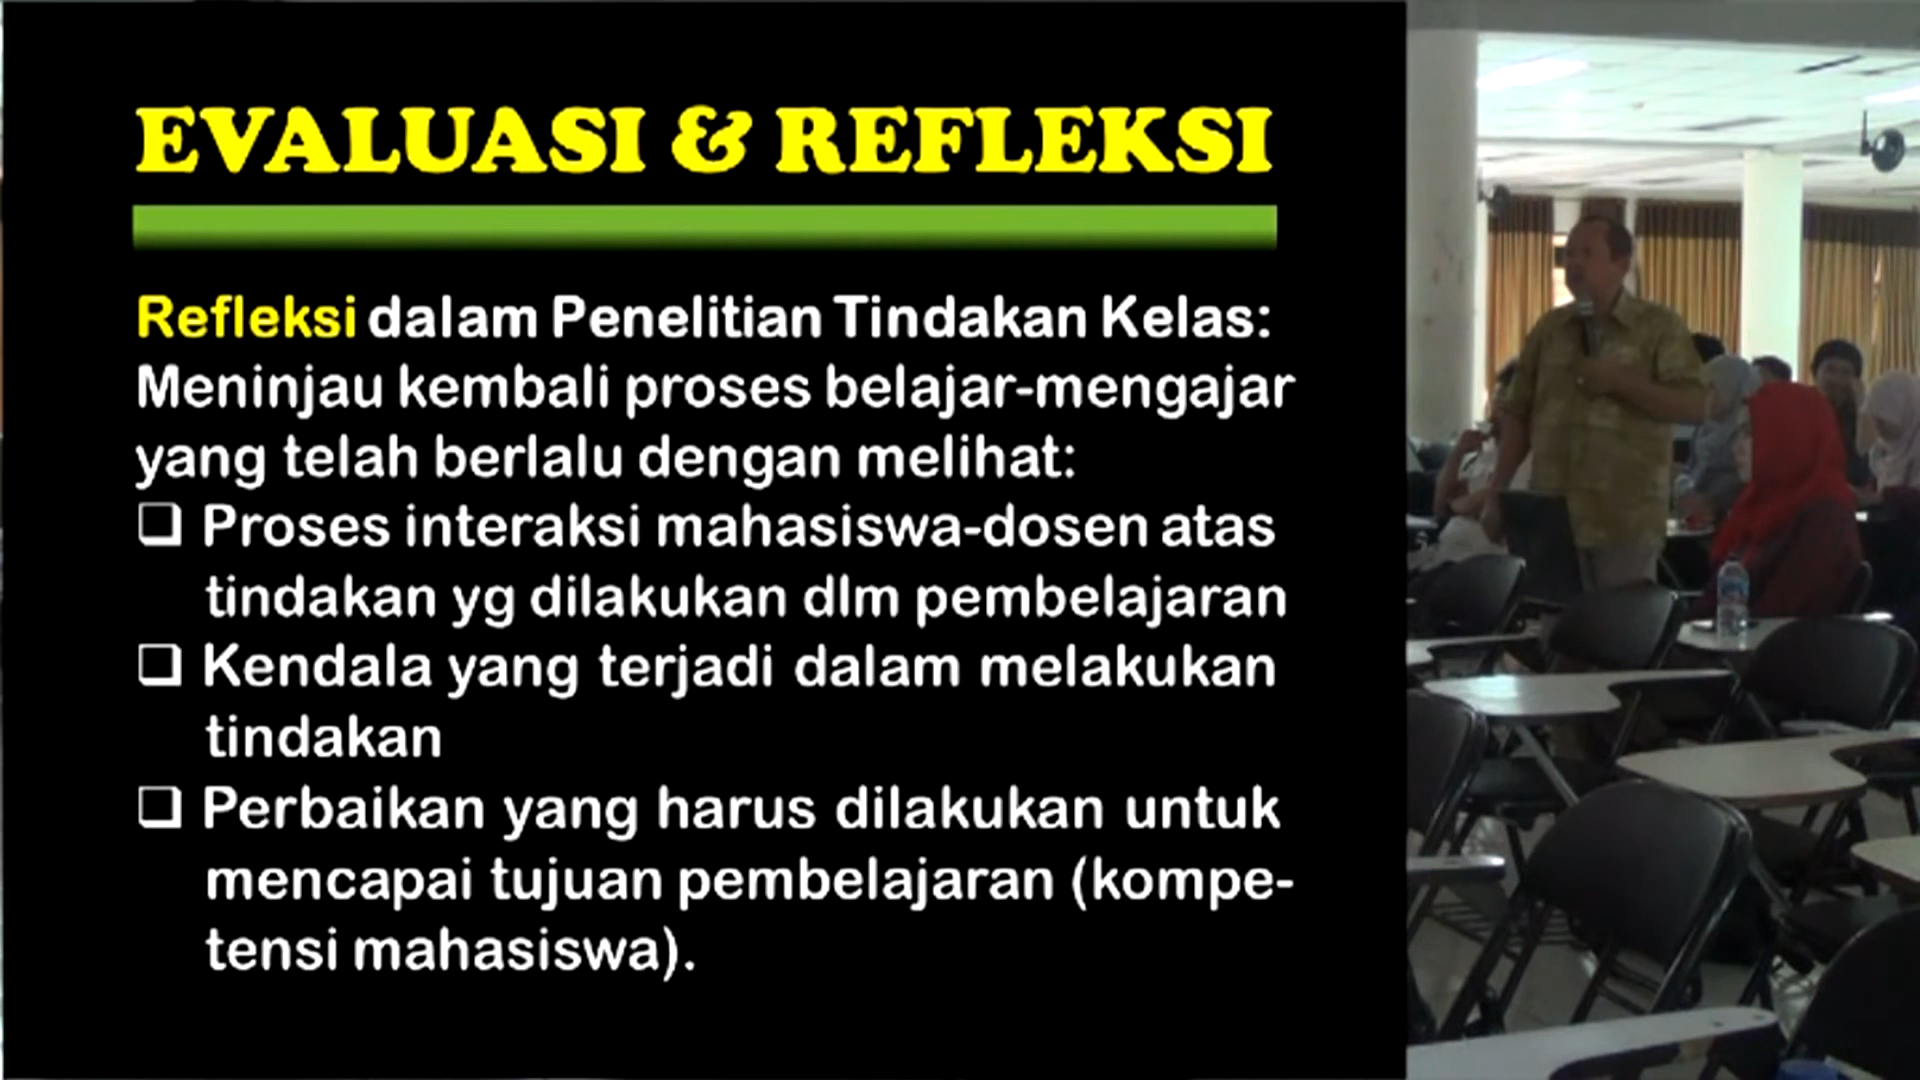 EVALUASI & REFLEKSI
Refleksi dalam Penelitian Tindakan Kelas:
Meninjau kembali proses belajar-mengajar
yang telah berlalu dengan melihat:
❑ Proses interaksi mahasiswa-dosen atas
tindakan yg dilakukan dlm pembelajaran
❑ Kendala yang terjadi dalam melakukan
tindakan
❑ Perbaikan yang harus dilakukan untuk
mencapai tujuan pembelajaran (kompe-
tensi mahasiswa).